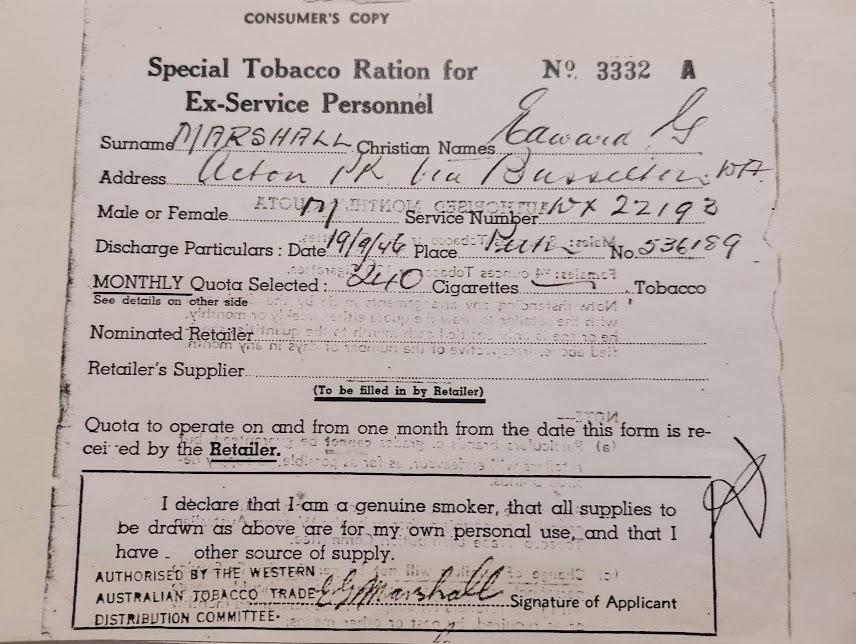 CONSUMER'S COPY
Special Tobacco Ration for Nº 3332 A
Ex-Service Personnel
Surname MARSHALL Christian Names Edward G
Address Acton Pk via Busselton WA
Male or Female M Service Number WX 22193
Discharge Particulars : Date 19/9/46 Place Perth No. 536189
MONTHLY Quota Selected : 240 Cigarettes Tobacco
See details on other side
Nominated Retailer
Retailer's Supplier
(To be filled in by Retailer)
Quota to operate on and from one month from the date this form is re-
cei ed by the Retailer.
I declare that I am a genuine smoker, that all supplies to
be drawn as above are for my own personal use, and that I
have other source of supply.
AUTHORISED BY THE WESTERN
AUSTRALIAN TOBACCO TRADE E G Marshall Signature of Applicant
DISTRIBUTION COMMITTEE.